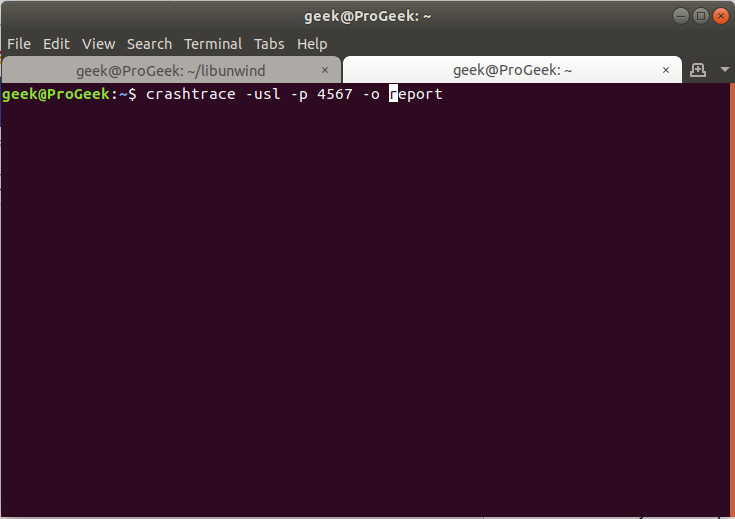 geek@ProGeek: ~
File Edit View Search Terminal Tabs Help
geek@ProGeek: ~/libunwind × geek@ProGeek: ~ ×
geek@ProGeek:~$ crashtrace -usl -p 4567 -o report